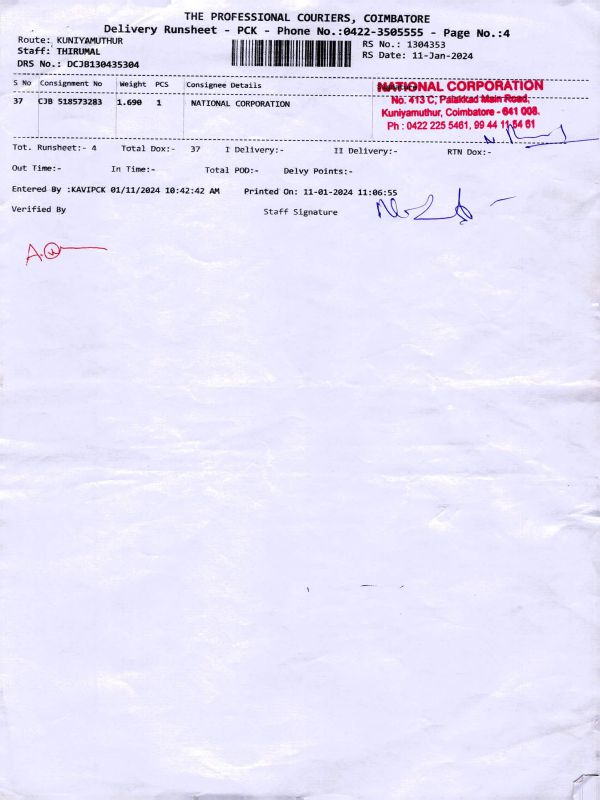 THE PROFESSIONAL COURIERS, COIMBATORE
Delivery Runsheet - PCK - Phone No.:0422-3505555 - Page No.:4
Route: KUNIYAMUTHUR
Staff: THIRUMAL
DRS No.: DCJB130435304
RS No.: 1304353
RS Date: 11-Jan-2024
S No Consignment No Weight PCS Consignee Details
37 CJB 518573283 1.690 1 NATIONAL CORPORATION
NATIONAL CORPORATION
No. 413 C, Palakkad Main Road,
Kuniyamuthur, Coimbatore - 641 008.
Ph : 0422 225 5461, 99 44 11 54 61
Tot. Runsheet:- 4 Total Dox:- 37 I Delivery:- II Delivery:- RTN Dox:-
Out Time:- In Time:- Total POD:- Delvy Points:-
Entered By :KAVIPCK 01/11/2024 10:42:42 AM Printed On: 11-01-2024 11:06:55
Verified By Staff Signature